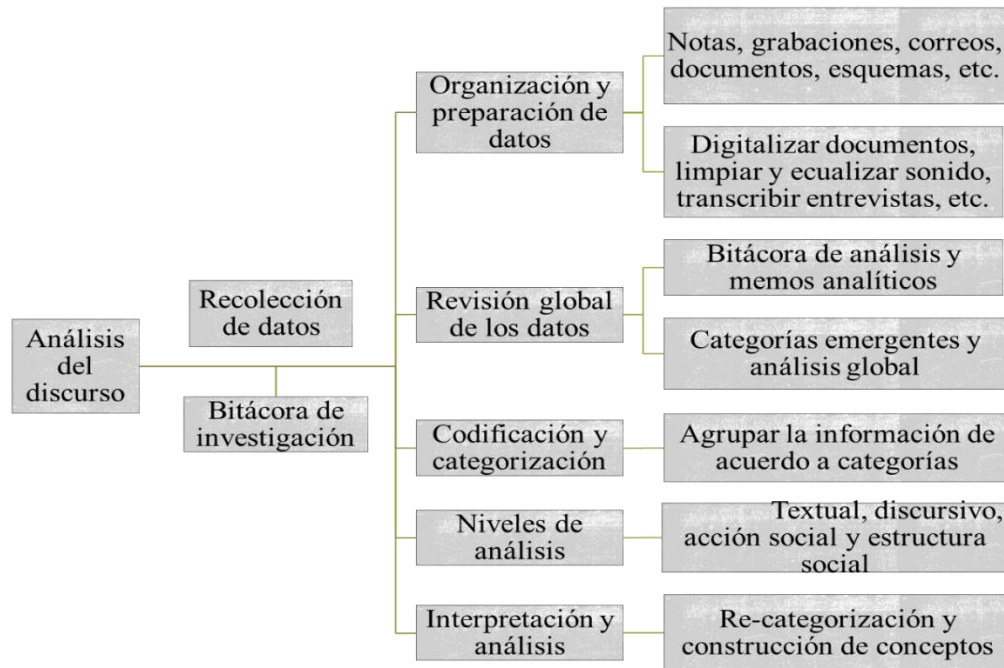 Análisis
del
discurso
Recolección
de datos
Bitácora de
investigación
Organización y
preparación de
datos
Notas, grabaciones, correos,
documentos, esquemas, etc.
Digitalizar documentos,
limpiar y ecualizar sonido,
transcribir entrevistas, etc.
Revisión global
de los datos
Bitácora de análisis y
memos analíticos
Categorías emergentes y
análisis global
Codificación y
categorización
Agrupar la información de
acuerdo a categorías
Niveles de
análisis
Textual, discursivo,
acción social y estructura
social
Interpretación y
análisis
Re-categorización y
construcción de conceptos